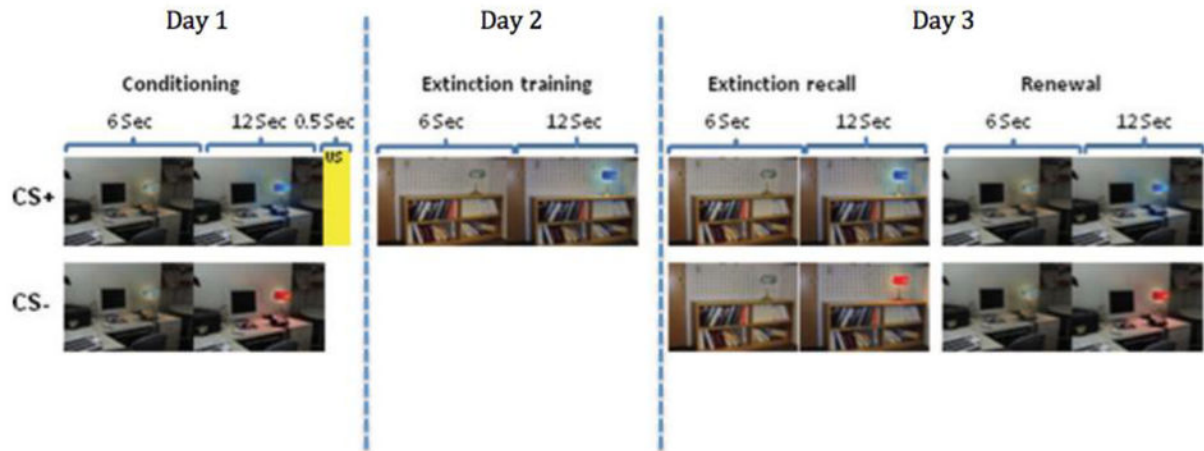 Day 1 Day 2 Day 3
Conditioning Extinction training Extinction recall Renewal
6 Sec 12 Sec 0.5 Sec 6 Sec 12 Sec 6 Sec 12 Sec 6 Sec 12 Sec
US
CS+
CS-